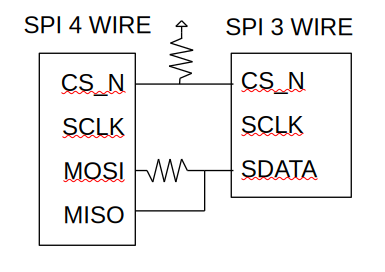 SPI 4 WIRE
SPI 3 WIRE
CS_N
SCLK
MOSI
MISO
CS_N
SCLK
SDATA